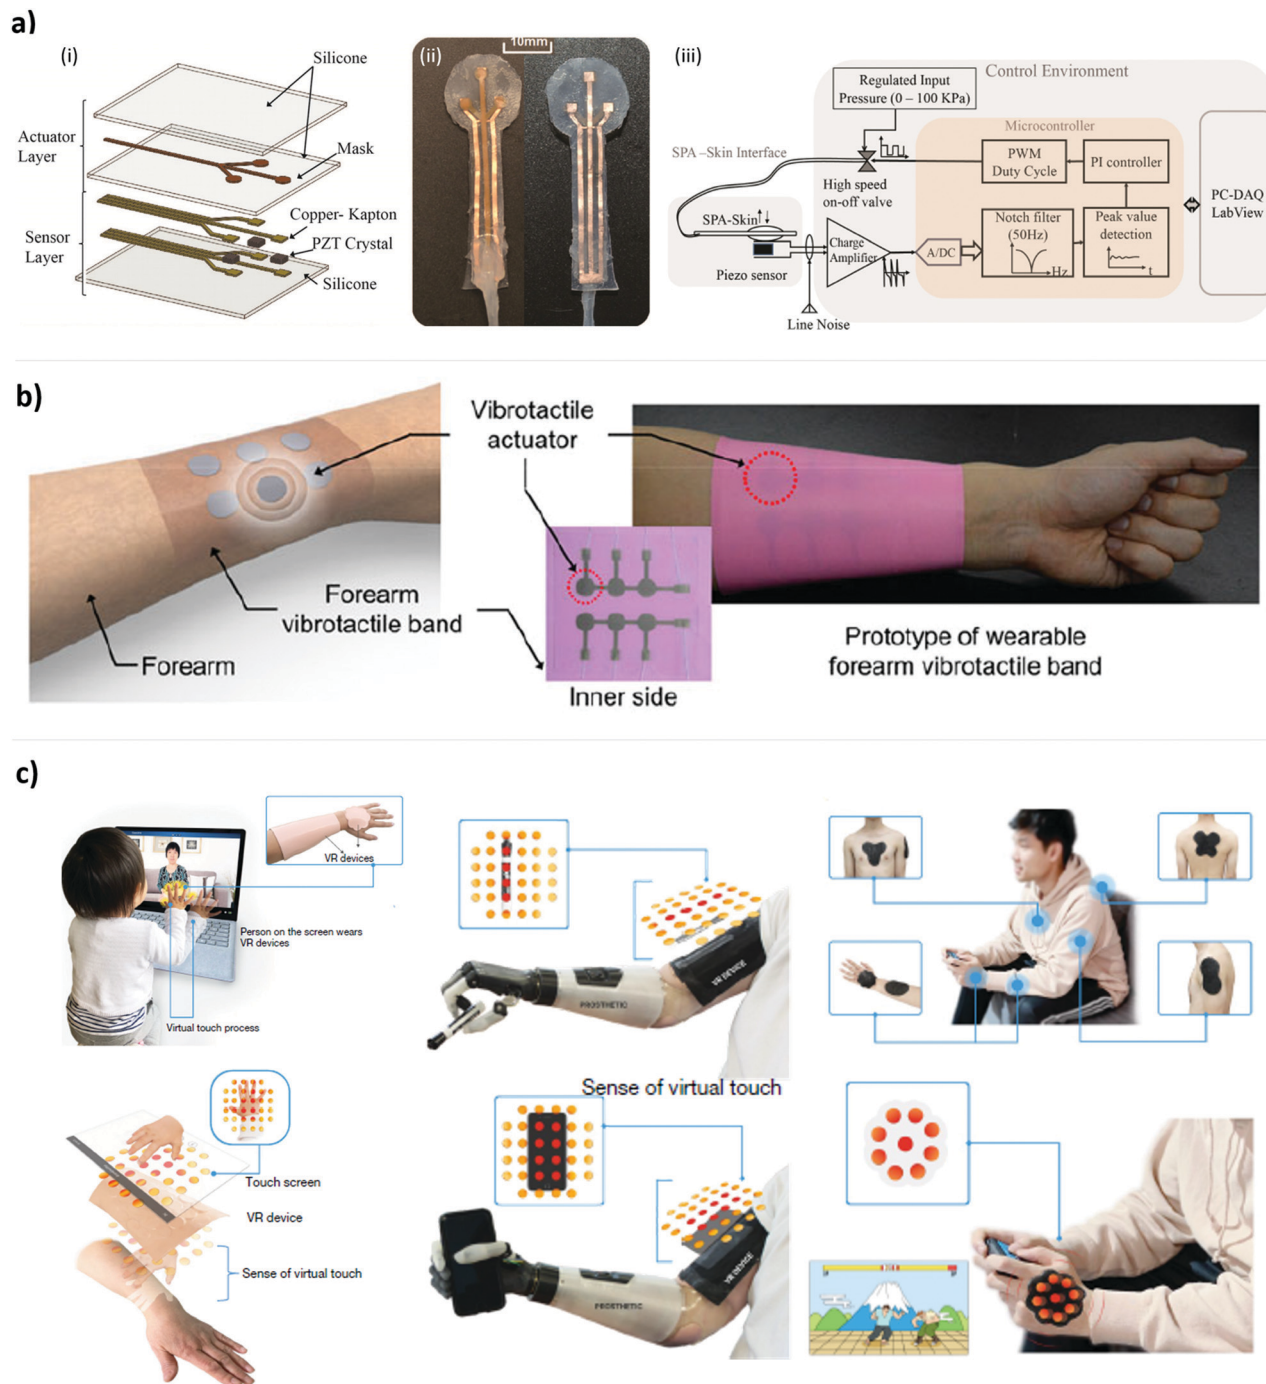 a)
(i)
Silicone
Actuator
Layer
Mask
Copper- Kapton
Sensor
Layer
PZT Crystal
Silicone
(ii)
10mm
(iii)
Regulated Input
Pressure (0 – 100 KPa)
Control Environment
Microcontroller
SPA –Skin Interface
PWM
Duty Cycle
PI controller
High speed
on-off valve
PC-DAQ
LabView
SPA-Skin
Piezo sensor
Charge
Amplifier
A/DC
Notch filter
(50Hz)
Hz
Peak value
detection
t
Line Noise
b)
Vibrotactile
actuator
Forearm
vibrotactile band
Forearm
Inner side
Prototype of wearable
forearm vibrotactile band
c)
VR devices
Person on the screen wears
VR devices
Virtual touch process
VR DEVICE
PROSTHETIC
Sense of virtual touch
Touch screen
VR device
Sense of virtual touch
VR DEVICE
PROSTHETIC